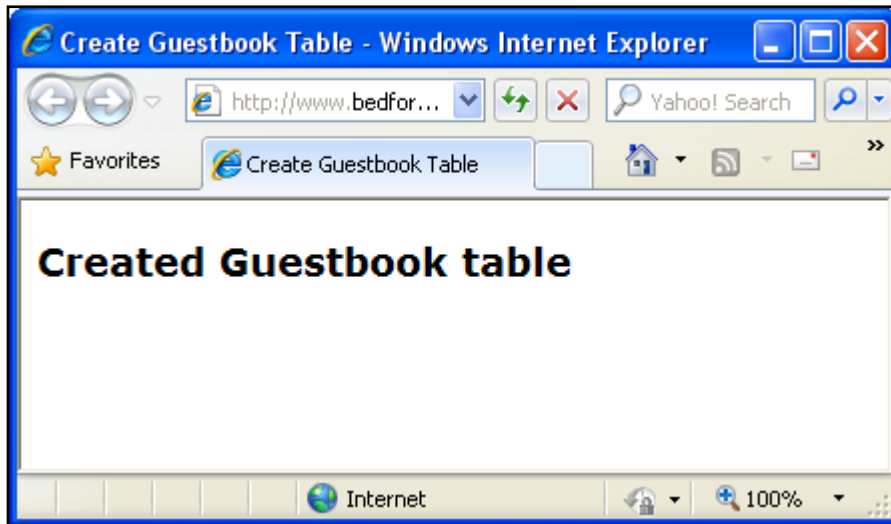 Create Guestbook Table - Windows Internet Explorer
http://www.bedfor...
Yahoo! Search
Favorites
Create Guestbook Table
Created Guestbook table
Internet
100%